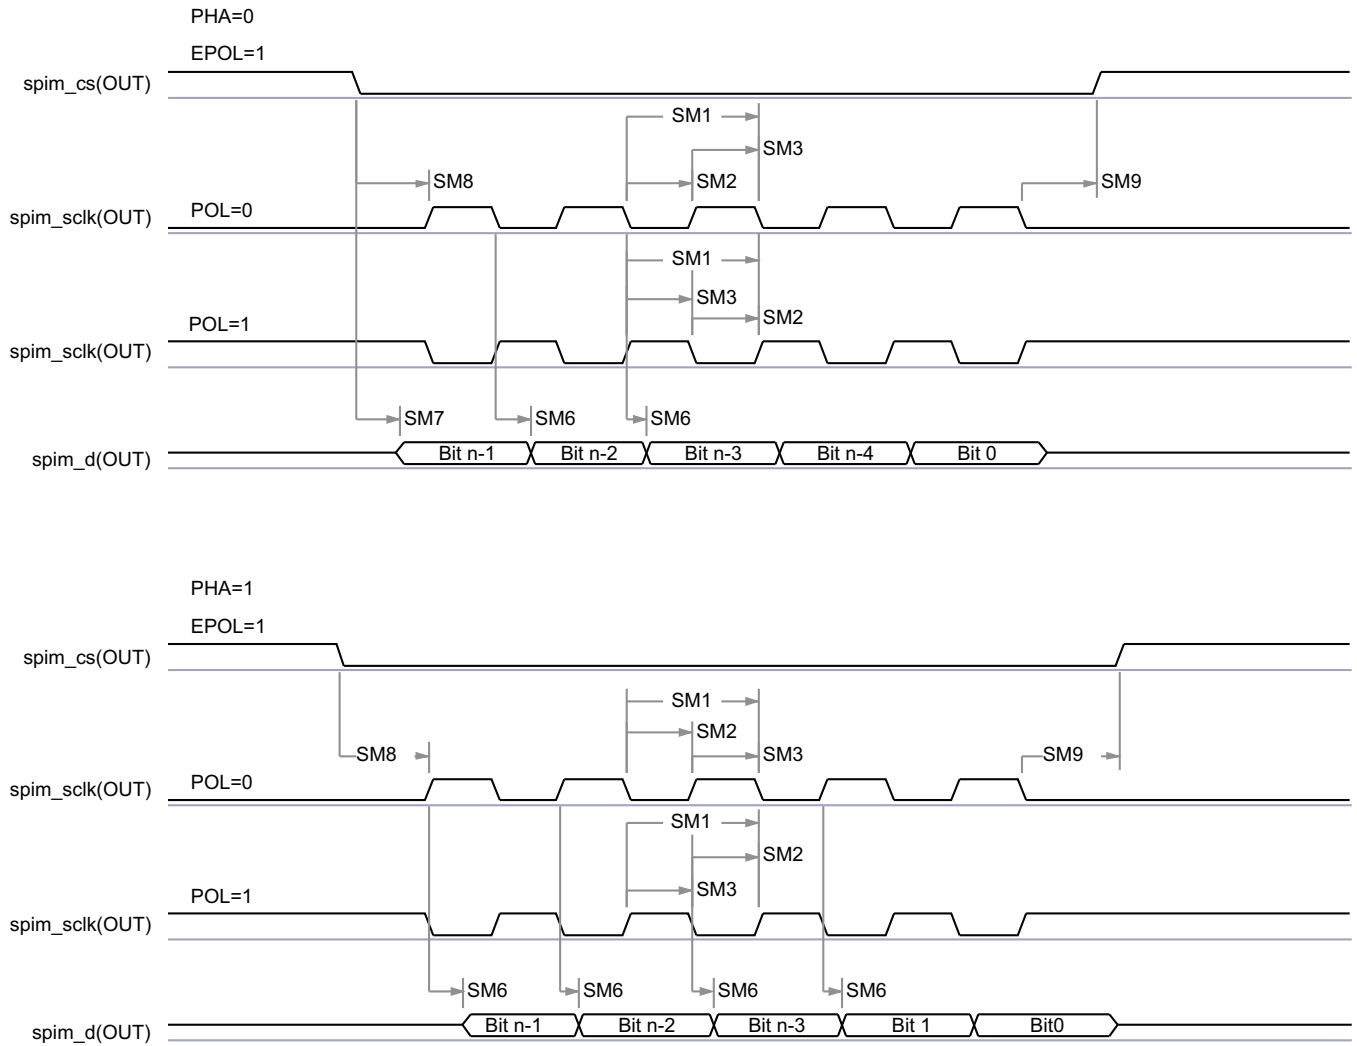 PHA=0
EPOL=1
spim_cs(OUT)
SM1
SM3
SM8
SM2
SM9
POL=0
spim_sclk(OUT)
SM1
SM3
SM2
POL=1
spim_sclk(OUT)
SM7
SM6
SM6
spim_d(OUT)
Bit n-1
Bit n-2
Bit n-3
Bit n-4
Bit 0
PHA=1
EPOL=1
spim_cs(OUT)
SM1
SM2
SM8
SM3
SM9
POL=0
spim_sclk(OUT)
SM1
SM2
SM3
POL=1
spim_sclk(OUT)
SM6
SM6
SM6
SM6
spim_d(OUT)
Bit n-1
Bit n-2
Bit n-3
Bit 1
Bit0